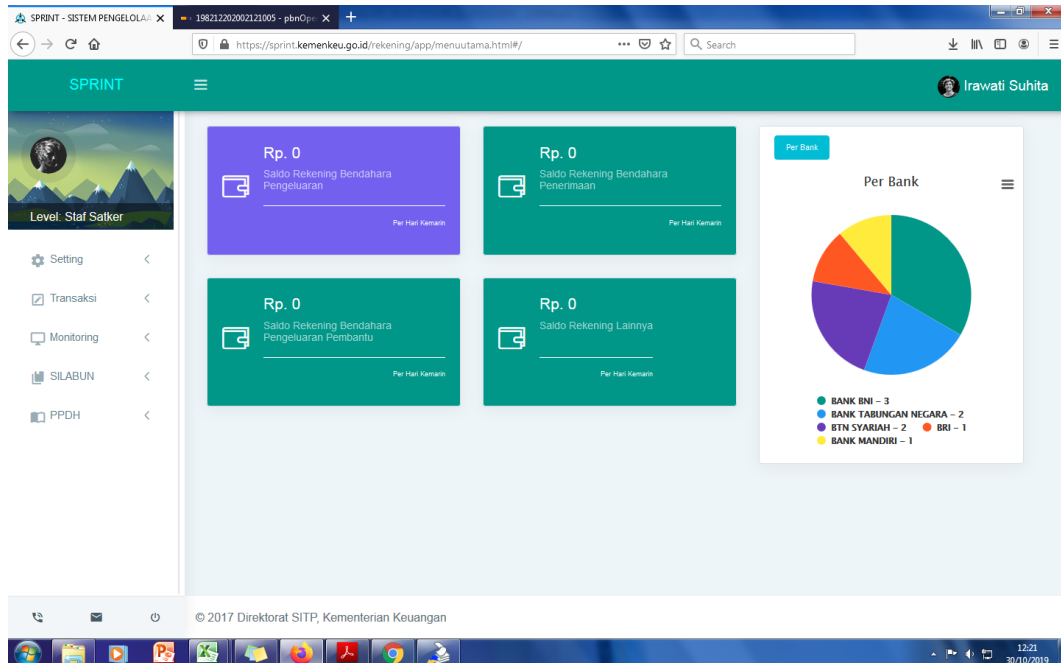 SPRINT - SISTEM PENGELOLAA
198212202002121005 - pbnOpe
https://sprint.kemenkeu.go.id/rekening/app/menuutama.html#/
Search
SPRINT
Irawati Suhita
Level: Staf Satker
Setting
Transaksi
Monitoring
SILABUN
PPDH
Rp. 0
Saldo Rekening Bendahara
Pengeluaran
Per Hari Kemarin
Rp. 0
Saldo Rekening Bendahara
Penerimaan
Per Hari Kemarin
Rp. 0
Saldo Rekening Bendahara
Pengeluaran Pembantu
Per Hari Kemarin
Rp. 0
Saldo Rekening Lainnya
Per Hari Kemarin
Per Bank
Per Bank
BANK BNI – 3
BANK TABUNGAN NEGARA – 2
BTN SYARIAH – 2 BRI – 1
BANK MANDIRI – 1
© 2017 Direktorat SITP, Kementerian Keuangan
12:21
30/10/2019